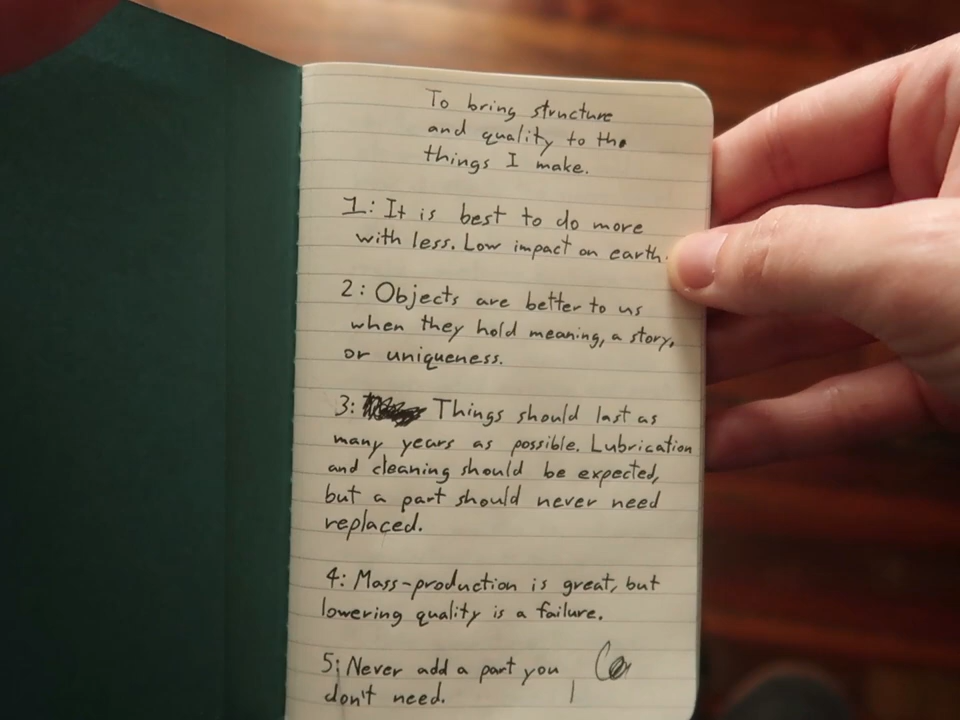 To bring structure
and quality to the
things I make.
1: It is best to do more
with less. Low impact on earth.
2: Objects are better to us
when they hold meaning, a story,
or uniqueness.
3: Things should last as
many years as possible. Lubrication
and cleaning should be expected,
but a part should never need
replaced.
4: Mass-production is great, but
lowering quality is a failure.
5: Never add a part you
don't need.